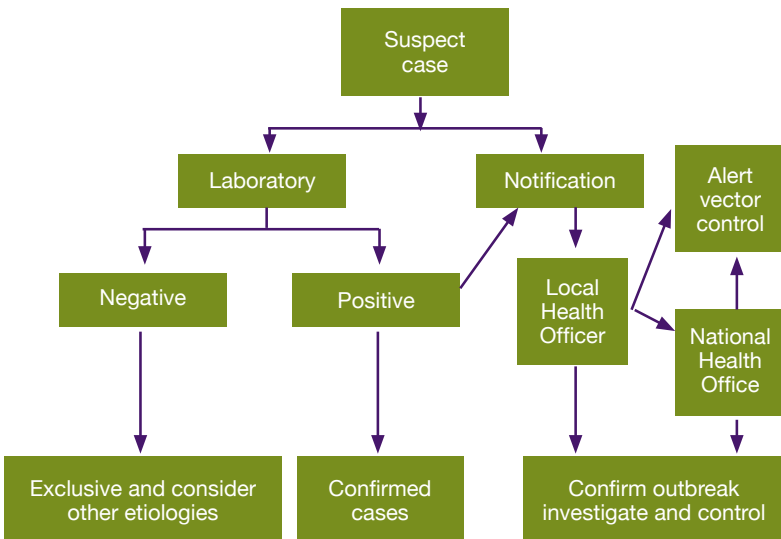 Suspect
case
Laboratory
Notification
Alert
vector
control
Negative
Positive
Local
Health
Officer
National
Health
Office
Exclusive and consider
other etiologies
Confirmed
cases
Confirm outbreak
investigate and control